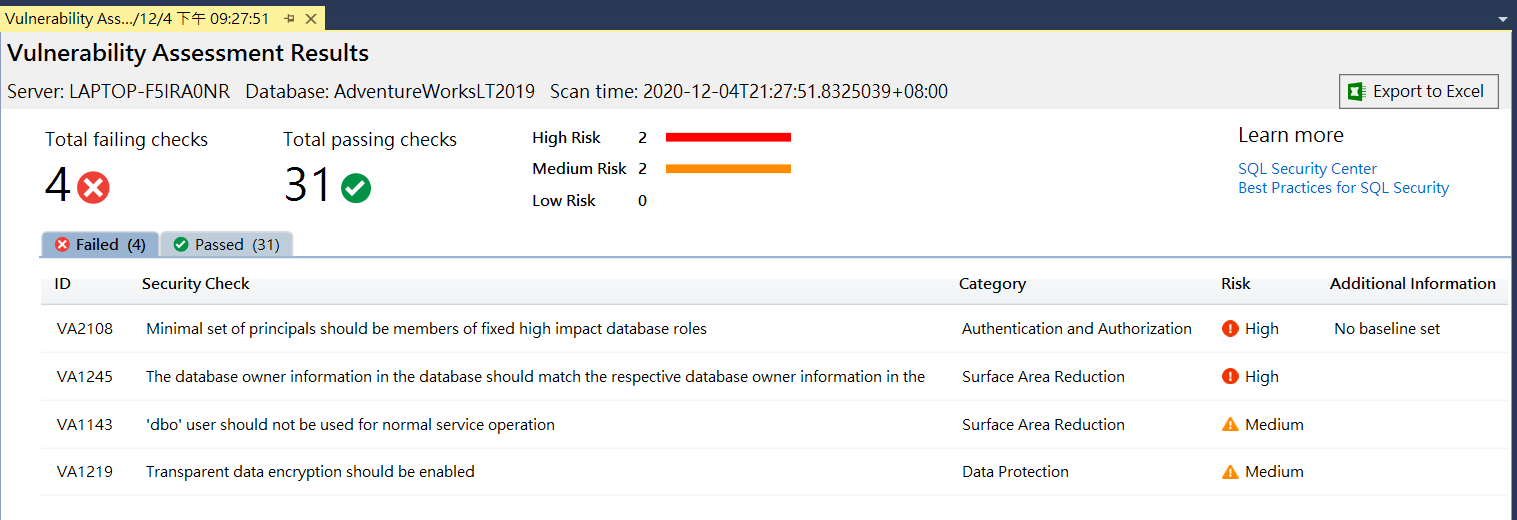 Vulnerability Ass.../12/4 下午 09:27:51
Vulnerability Assessment Results
Server: LAPTOP-F5IRA0NR Database: AdventureWorksLT2019 Scan time: 2020-12-04T21:27:51.8325039+08:00
Export to Excel
Total failing checks
4
Total passing checks
31
High Risk 2
Medium Risk 2
Low Risk 0
Learn more
SQL Security Center
Best Practices for SQL Security
Failed (4) Passed (31)
ID Security Check Category Risk Additional Information
VA2108 Minimal set of principals should be members of fixed high impact database roles Authentication and Authorization High No baseline set
VA1245 The database owner information in the database should match the respective database owner information in the Surface Area Reduction High
VA1143 'dbo' user should not be used for normal service operation Surface Area Reduction Medium
VA1219 Transparent data encryption should be enabled Data Protection Medium